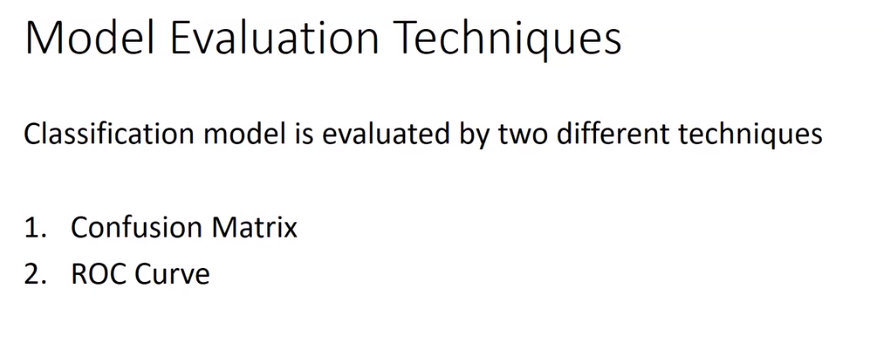 Model Evaluation Techniques
Classification model is evaluated by two different techniques
1. Confusion Matrix
2. ROC Curve